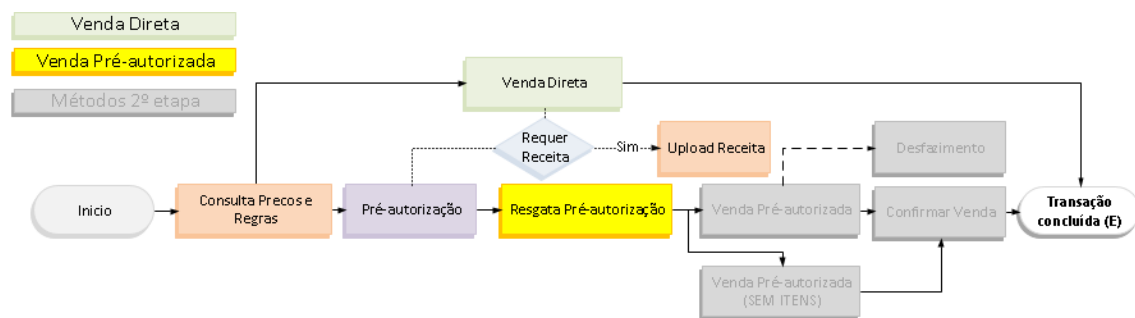 Venda Direta
Venda Pré-autorizada
Métodos 2º etapa
Venda Direta
Requer
Receita
Sim
Upload Receita
Desfazimento
Inicio
Consulta Precos e
Regras
Pré-autorização
Resgata Pré-autorização
Venda Pré-autorizada
Confirmar Venda
Transação
concluída (E)
Venda Pré-autorizada
(SEM ITENS)